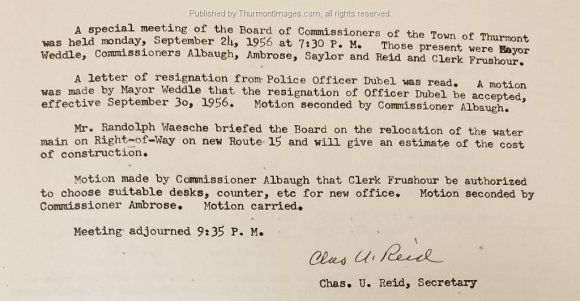 Published by Thurmontimages.com, all rights reserved.
A special meeting of the Board of Commissioners of the Town of Thurmont
was held monday, September 24, 1956 at 7:30 P. M. Those present were Mayor
Weddle, Commissioners Albaugh, Ambrose, Saylor and Reid and Clerk Frushour.
A letter of resignation from Police Officer Dubel was read. A motion
was made by Mayor Weddle that the resignation of Officer Dubel be accepted,
effective September 30, 1956. Motion seconded by Commissioner Albaugh.
Mr. Randolph Waesche briefed the Board on the relocation of the water
main on Right-of-Way on new Route 15 and will give an estimate of the cost
of construction.
Motion made by Commissioner Albaugh that Clerk Frushour be authorized
to choose suitable desks, counter, etc for new office. Motion seconded by
Commissioner Ambrose. Motion carried.
Meeting adjourned 9:35 P. M.
Chas U. Reid
Chas. U. Reid, Secretary